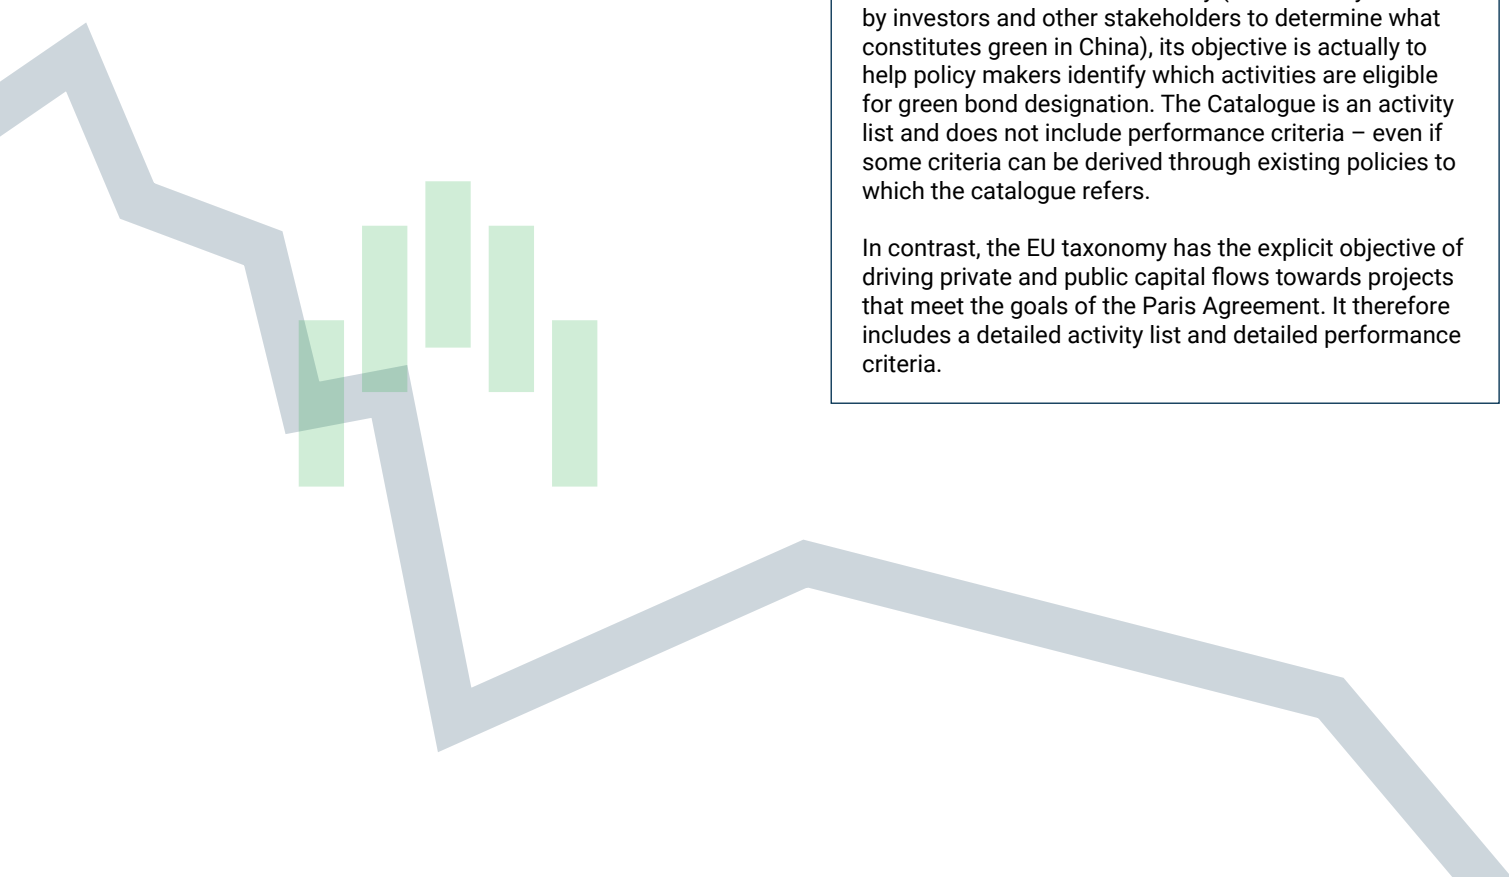 by investors and other stakeholders to determine what
constitutes green in China), its objective is actually to
help policy makers identify which activities are eligible
for green bond designation. The Catalogue is an activity
list and does not include performance criteria – even if
some criteria can be derived through existing policies to
which the catalogue refers.
In contrast, the EU taxonomy has the explicit objective of
driving private and public capital flows towards projects
that meet the goals of the Paris Agreement. It therefore
includes a detailed activity list and detailed performance
criteria.